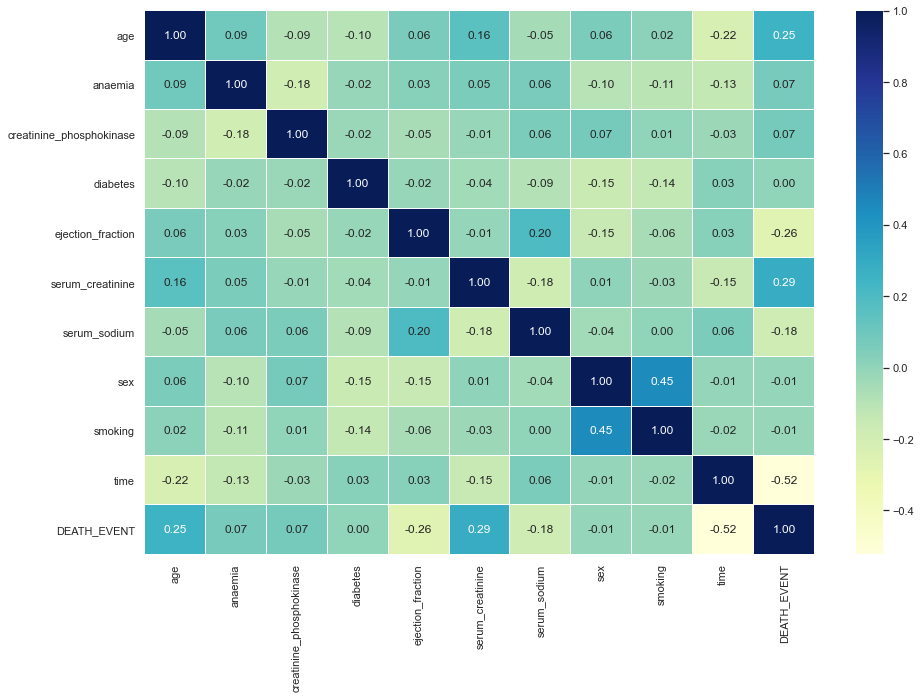 age 1.00 0.09 -0.09 -0.10 0.06 0.16 -0.05 0.06 0.02 -0.22 0.25
anaemia 0.09 1.00 -0.18 -0.02 0.03 0.05 0.06 -0.10 -0.11 -0.13 0.07
creatinine_phosphokinase -0.09 -0.18 1.00 -0.02 -0.05 -0.01 0.06 0.07 0.01 -0.03 0.07
diabetes -0.10 -0.02 -0.02 1.00 -0.02 -0.04 -0.09 -0.15 -0.14 0.03 0.00
ejection_fraction 0.06 0.03 -0.05 -0.02 1.00 -0.01 0.20 -0.15 -0.06 0.03 -0.26
serum_creatinine 0.16 0.05 -0.01 -0.04 -0.01 1.00 -0.18 0.01 -0.03 -0.15 0.29
serum_sodium -0.05 0.06 0.06 -0.09 0.20 -0.18 1.00 -0.04 0.00 0.06 -0.18
sex 0.06 -0.10 0.07 -0.15 -0.15 0.01 -0.04 1.00 0.45 -0.01 -0.01
smoking 0.02 -0.11 0.01 -0.14 -0.06 -0.03 0.00 0.45 1.00 -0.02 -0.01
time -0.22 -0.13 -0.03 0.03 0.03 -0.15 0.06 -0.01 -0.02 1.00 -0.52
DEATH_EVENT 0.25 0.07 0.07 0.00 -0.26 0.29 -0.18 -0.01 -0.01 -0.52 1.00
age
anaemia
creatinine_phosphokinase
diabetes
ejection_fraction
serum_creatinine
serum_sodium
sex
smoking
time
DEATH_EVENT
1.0
0.8
0.6
0.4
0.2
0.0
−0.2
−0.4